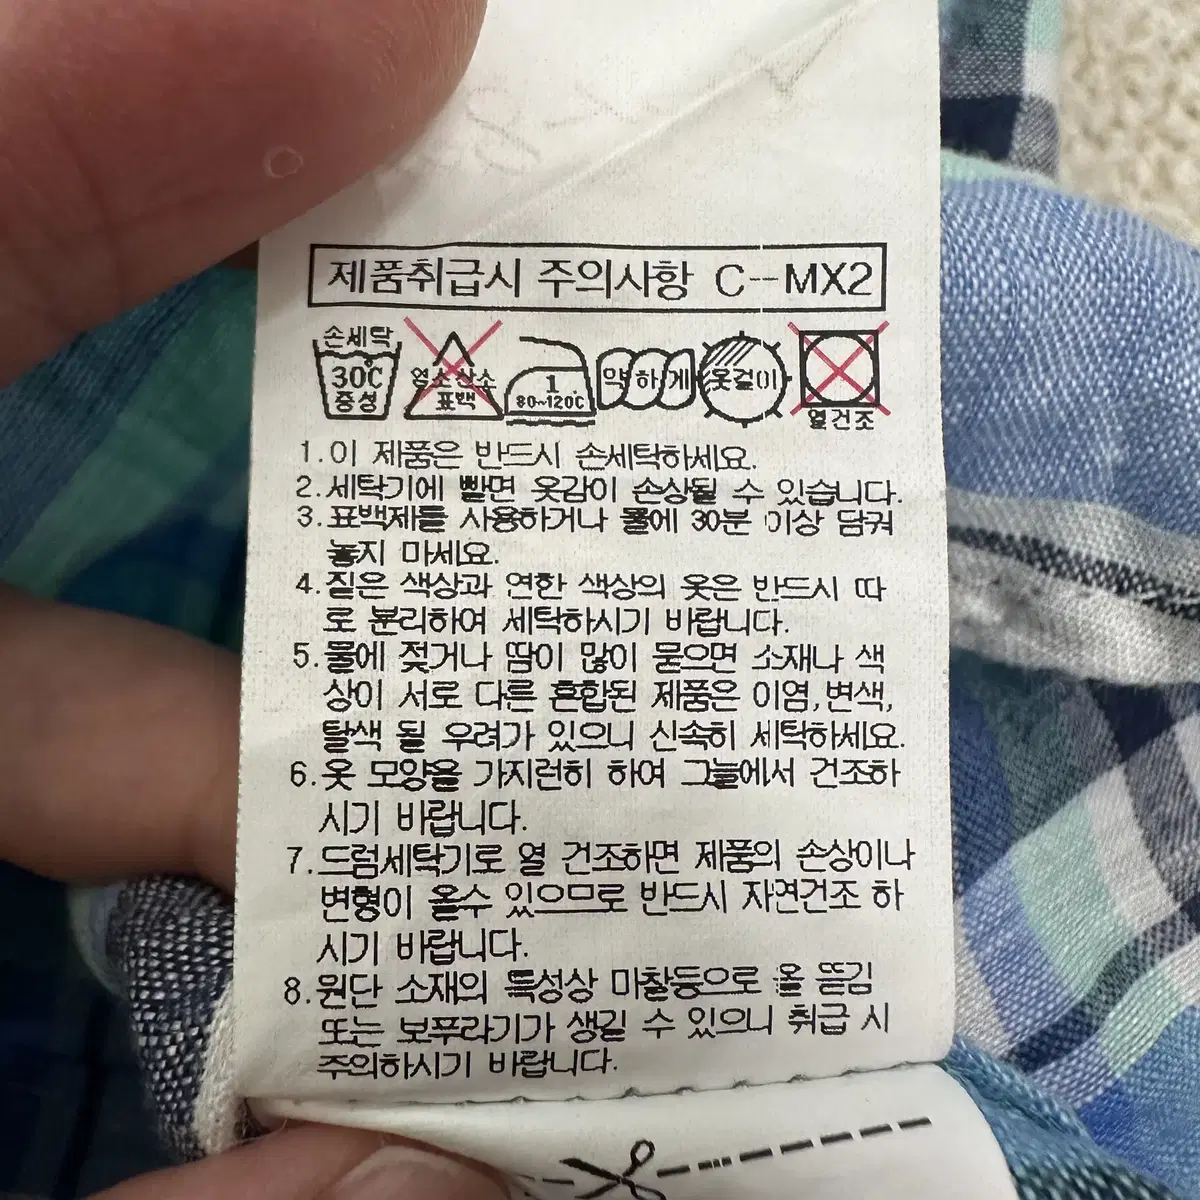 제품취급시 주의사항 C--MX2
손세탁
30℃
중성
염소산소
표백
1
80~120℃
약하게
옷걸이
열건조
1.이 제품은 반드시 손세탁하세요.
2.세탁기에 빨면 옷감이 손상될 수 있습니다.
3.표백제를 사용하거나 물에 30분 이상 담궈
놓지 마세요.
4.짙은 색상과 연한 색상의 옷은 반드시 따
로 분리하여 세탁하시기 바랍니다.
5.물에 젖거나 땀이 많이 묻으면 소재나 색
상이 서로 다른 혼합된 제품은 이염,변색,
탈색 될 우려가 있으니 신속히 세탁하세요.
6.옷 모양을 가지런히 하여 그늘에서 건조하
시기 바랍니다.
7.드럼세탁기로 열 건조하면 제품의 손상이나
변형이 올수 있으므로 반드시 자연건조 하
시기 바랍니다.
8.원단 소재의 특성상 마찰등으로 올 뜯김
또는 보푸라기가 생길 수 있으니 취급 시
주의하시기 바랍니다.